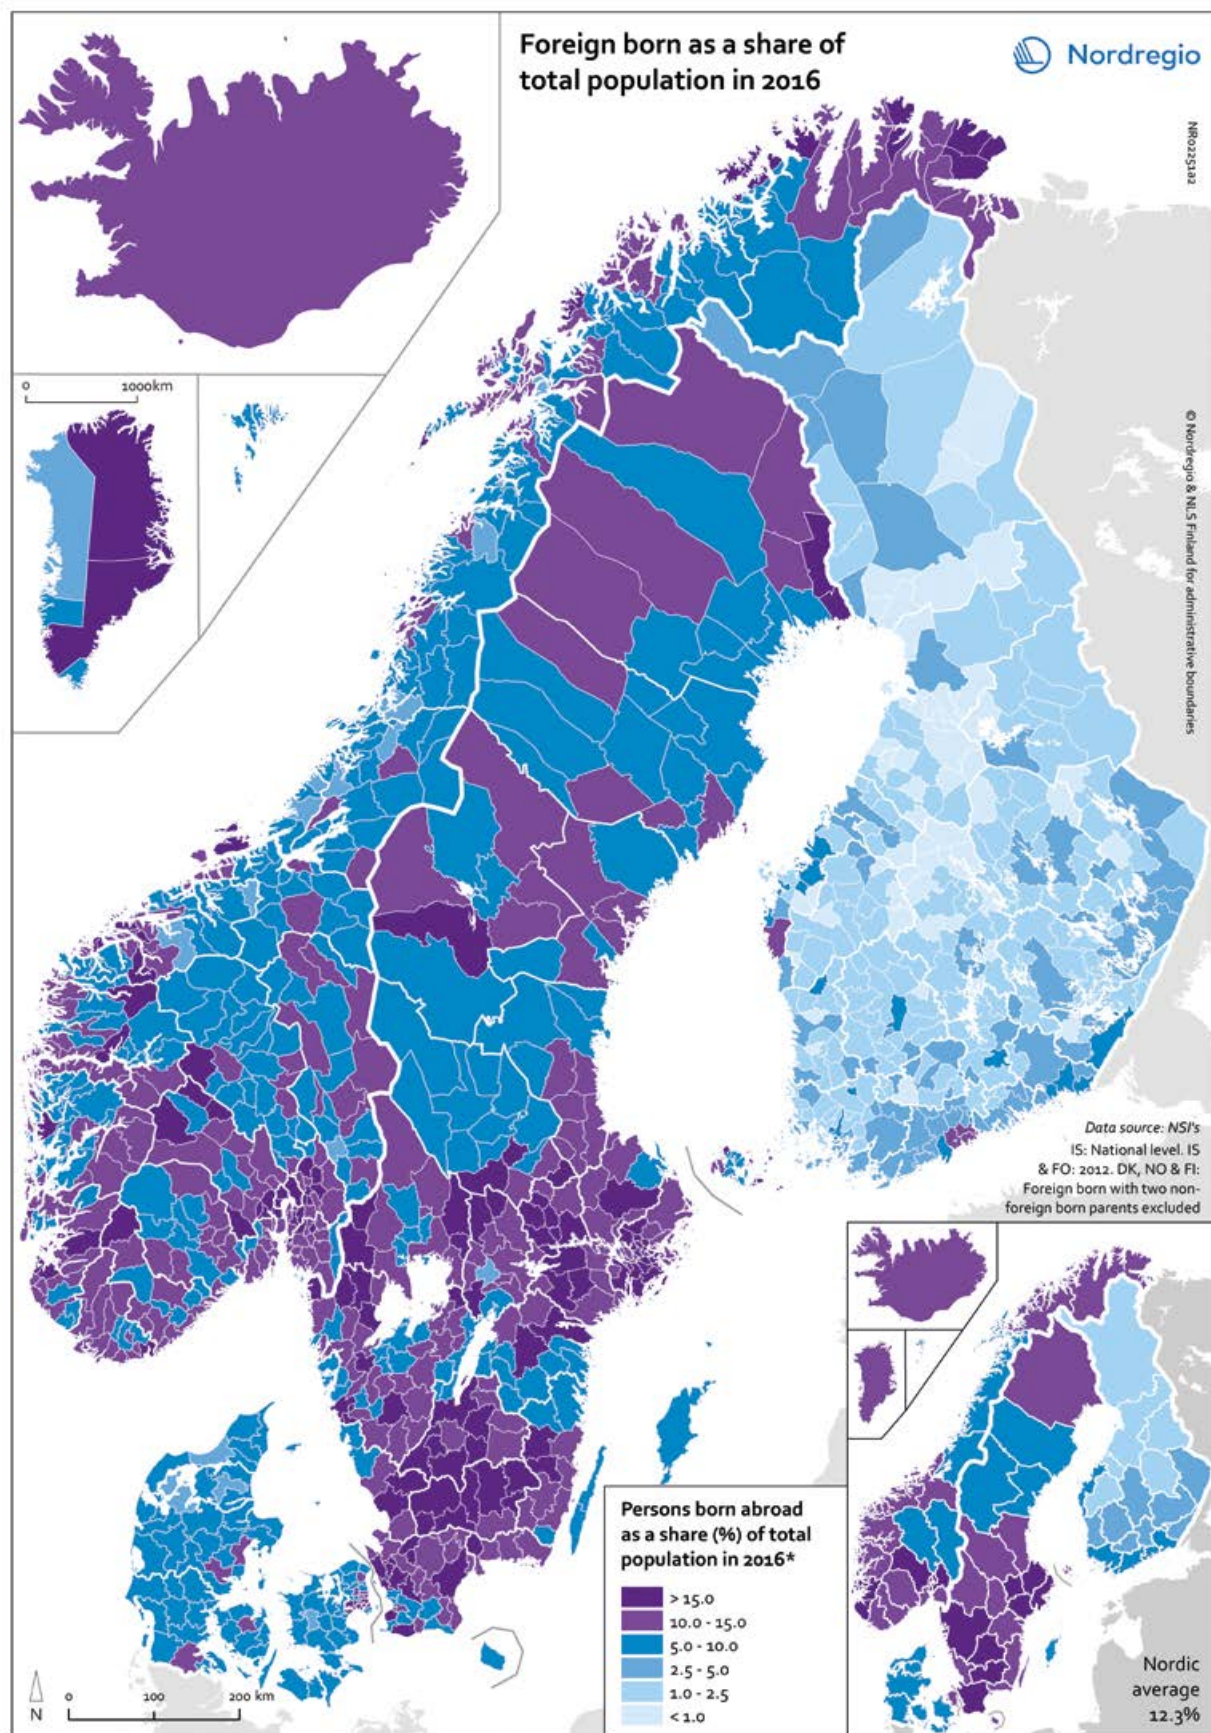 Foreign born as a share of
total population in 2016
Nordregio
NR02251a2
0 1000km
© Nordregio & NLS Finland for administrative boundaries
Data source: NSI's
IS: National level. IS
& FO: 2012. DK, NO & FI:
Foreign born with two non-
foreign born parents excluded
Persons born abroad
as a share (%) of total
population in 2016*
> 15.0
10.0 - 15.0
5.0 - 10.0
2.5 - 5.0
1.0 - 2.5
< 1.0
N
0 100 200 km
Nordic
average
12.3%